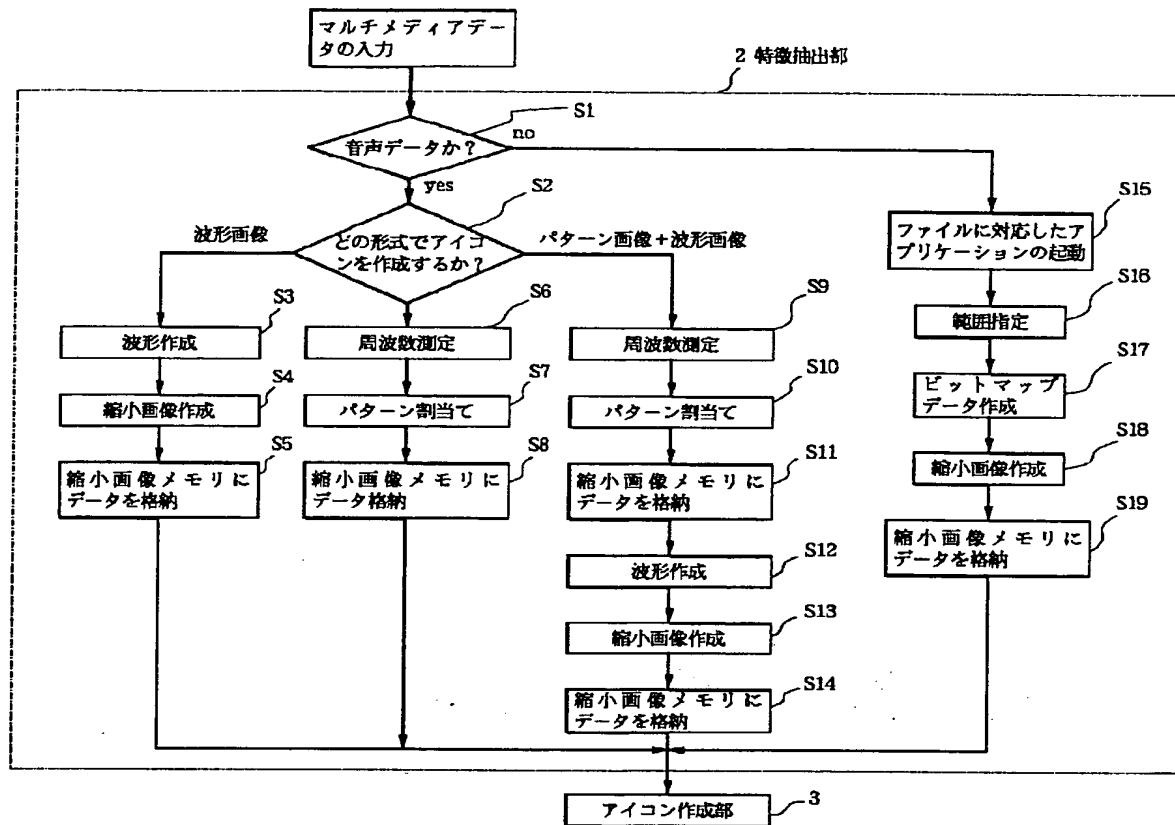 マルチメディアデー
タの入力
2 特徴抽出部
S1
音声データか?
no
yes
S2
どの形式でアイコ
ンを作成するか?
波形画像
パターン画像+波形画像
S15
ファイルに対応したア
プリケーションの起動
S3
波形作成
S6
周波数測定
S9
周波数測定
S16
範囲指定
S4
縮小画像作成
S7
パターン割当て
S10
パターン割当て
S17
ビットマップ
データ作成
S5
縮小画像メモリに
データを格納
S8
縮小画像メモリに
データ格納
S11
縮小画像メモリに
データを格納
S18
縮小画像作成
S12
波形作成
S19
縮小画像メモリに
データを格納
S13
縮小画像作成
S14
縮小画像メモリに
データを格納
アイコン作成部
3